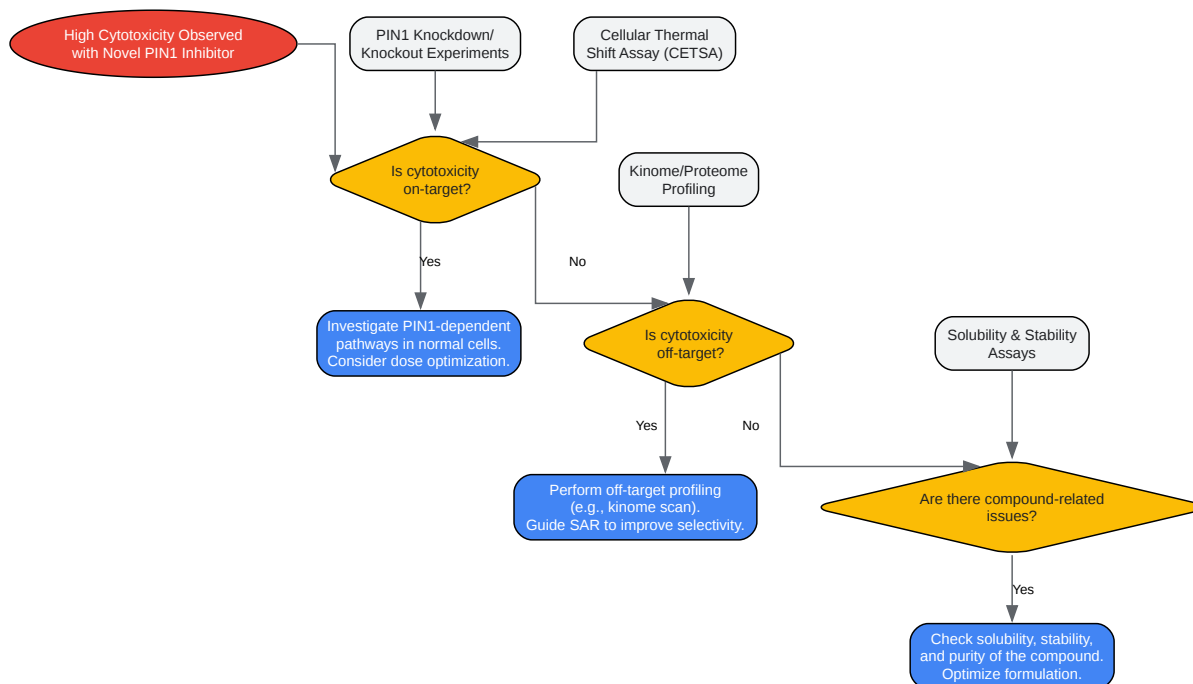 High Cytotoxicity Observed
with Novel PIN1 Inhibitor
PIN1 Knockdown/
Knockout Experiments
Cellular Thermal
Shift Assay (CETSA)
Is cytotoxicity
on-target?
Kinome/Proteome
Profiling
Yes
No
Investigate PIN1-dependent
pathways in normal cells.
Consider dose optimization.
Is cytotoxicity
off-target?
Solubility & Stability
Assays
Yes
No
Perform off-target profiling
(e.g., kinome scan).
Guide SAR to improve selectivity.
Are there compound-related
issues?
Yes
Check solubility, stability,
and purity of the compound.
Optimize formulation.